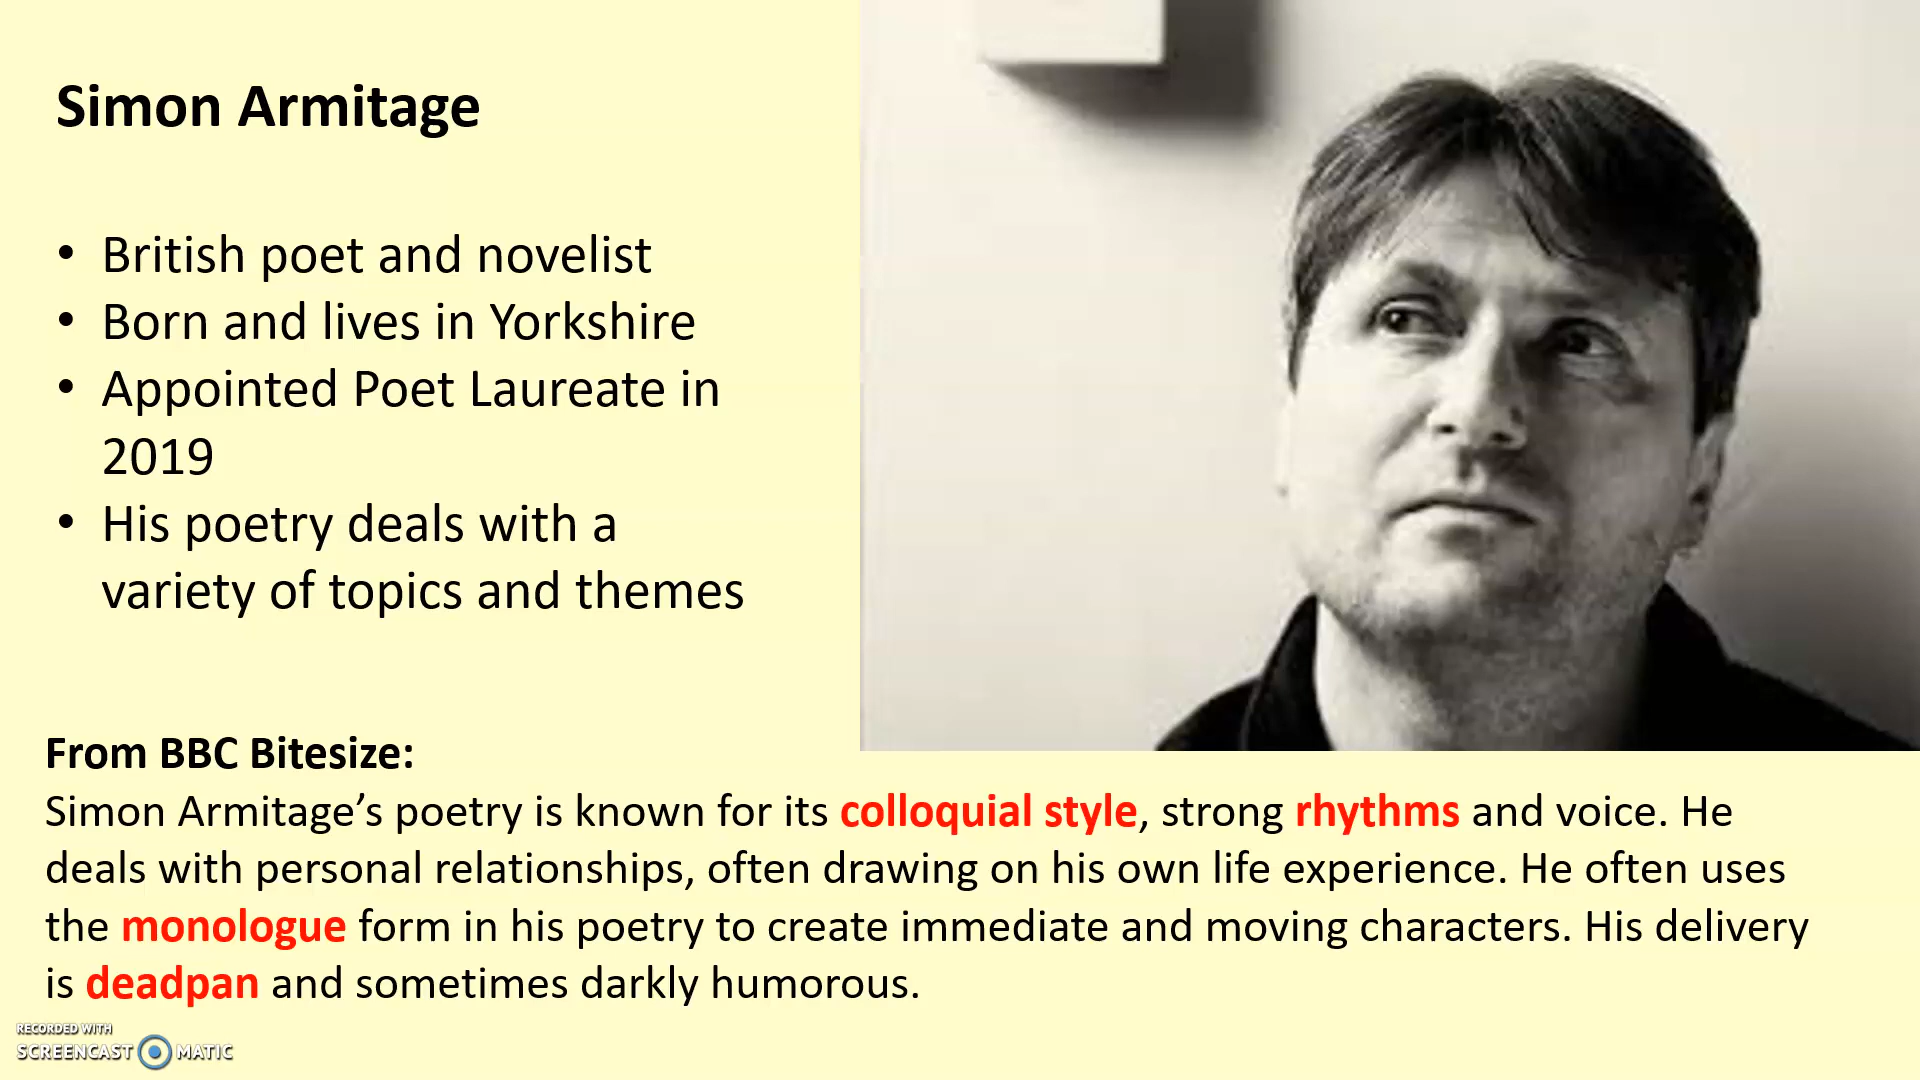 Simon Armitage
• British poet and novelist
• Born and lives in Yorkshire
• Appointed Poet Laureate in
2019
• His poetry deals with a
variety of topics and themes
From BBC Bitesize:
Simon Armitage’s poetry is known for its colloquial style, strong rhythms and voice. He
deals with personal relationships, often drawing on his own life experience. He often uses
the monologue form in his poetry to create immediate and moving characters. His delivery
is deadpan and sometimes darkly humorous.
RECORDED WITH
SCREENCAST MATIC